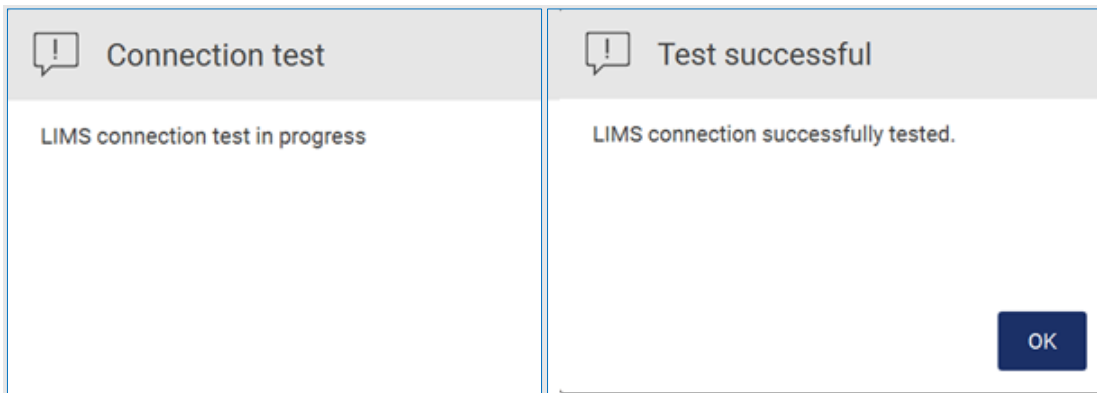 Connection test
LIMS connection test in progress
Test successful
LIMS connection successfully tested.
OK